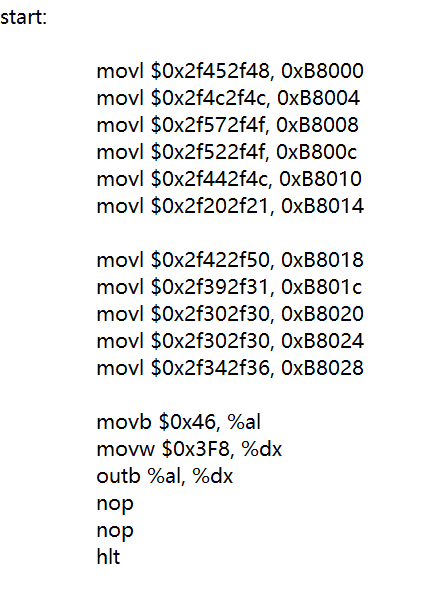 start:
movl $0x2f452f48, 0xB8000
movl $0x2f4c2f4c, 0xB8004
movl $0x2f572f4f, 0xB8008
movl $0x2f522f4f, 0xB800c
movl $0x2f442f4c, 0xB8010
movl $0x2f202f21, 0xB8014
movl $0x2f422f50, 0xB8018
movl $0x2f392f31, 0xB801c
movl $0x2f302f30, 0xB8020
movl $0x2f302f30, 0xB8024
movl $0x2f342f36, 0xB8028
movb $0x46, %al
movw $0x3F8, %dx
outb %al, %dx
nop
nop
hlt